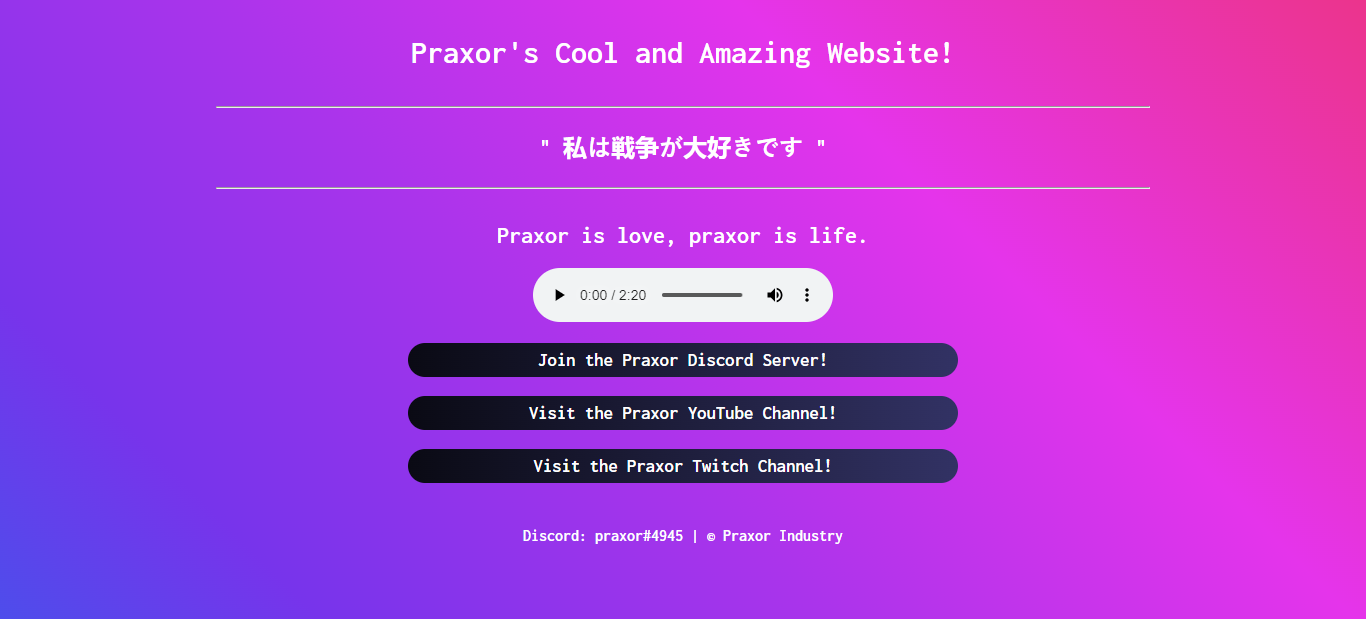 Praxor's Cool and Amazing Website!
" 私は戦争が大好きです "
Praxor is love, praxor is life.
0:00 / 2:20
Join the Praxor Discord Server!
Visit the Praxor YouTube Channel!
Visit the Praxor Twitch Channel!
Discord: praxor#4945 | © Praxor Industry